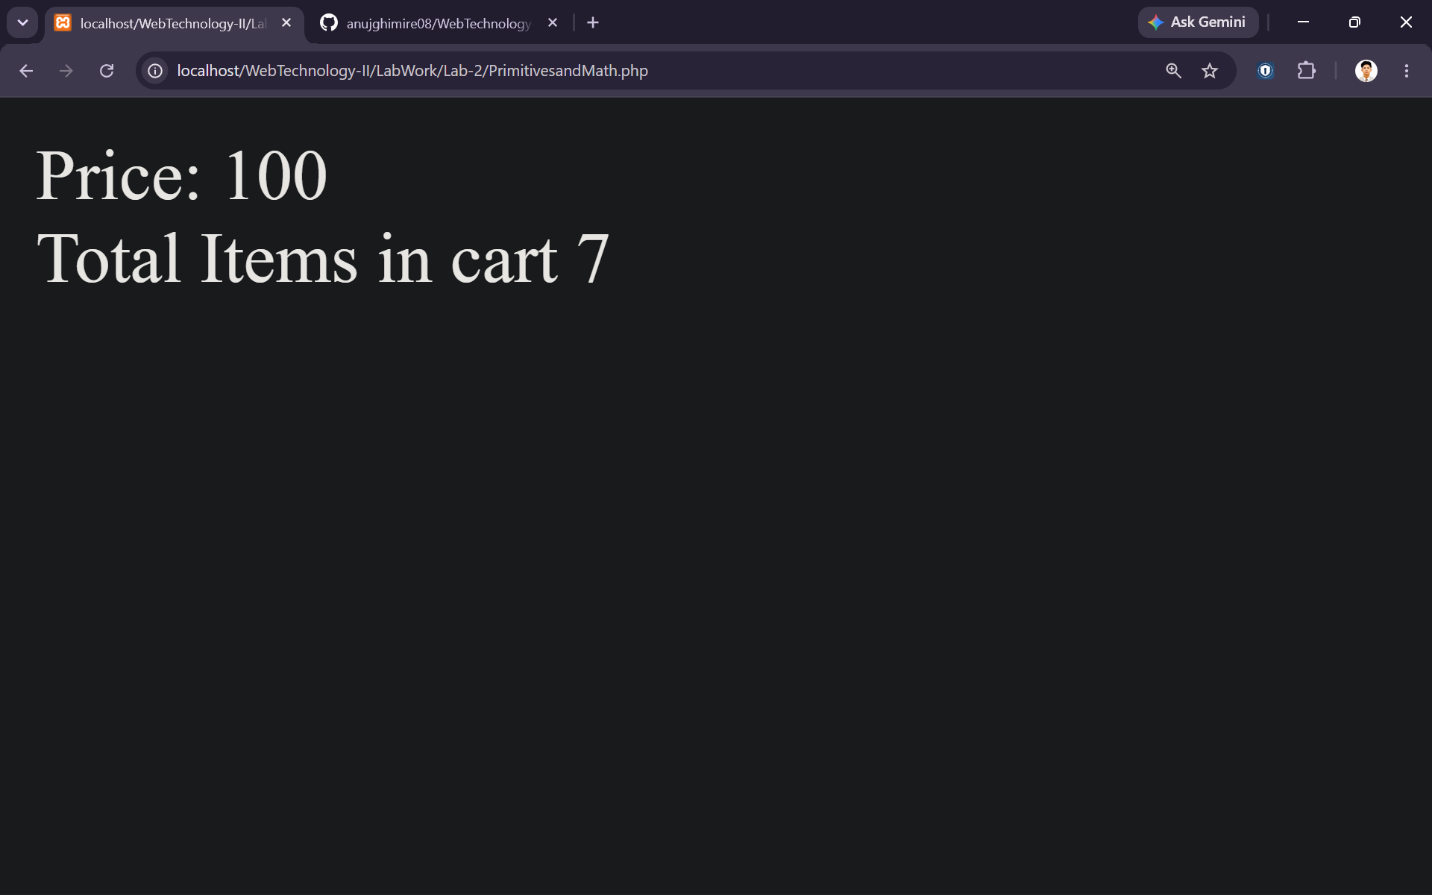 localhost/WebTechnology-II/La
anujghimire08/WebTechnology
Ask Gemini
localhost/WebTechnology-II/LabWork/Lab-2/PrimitivesandMath.php
Price: 100
Total Items in cart 7